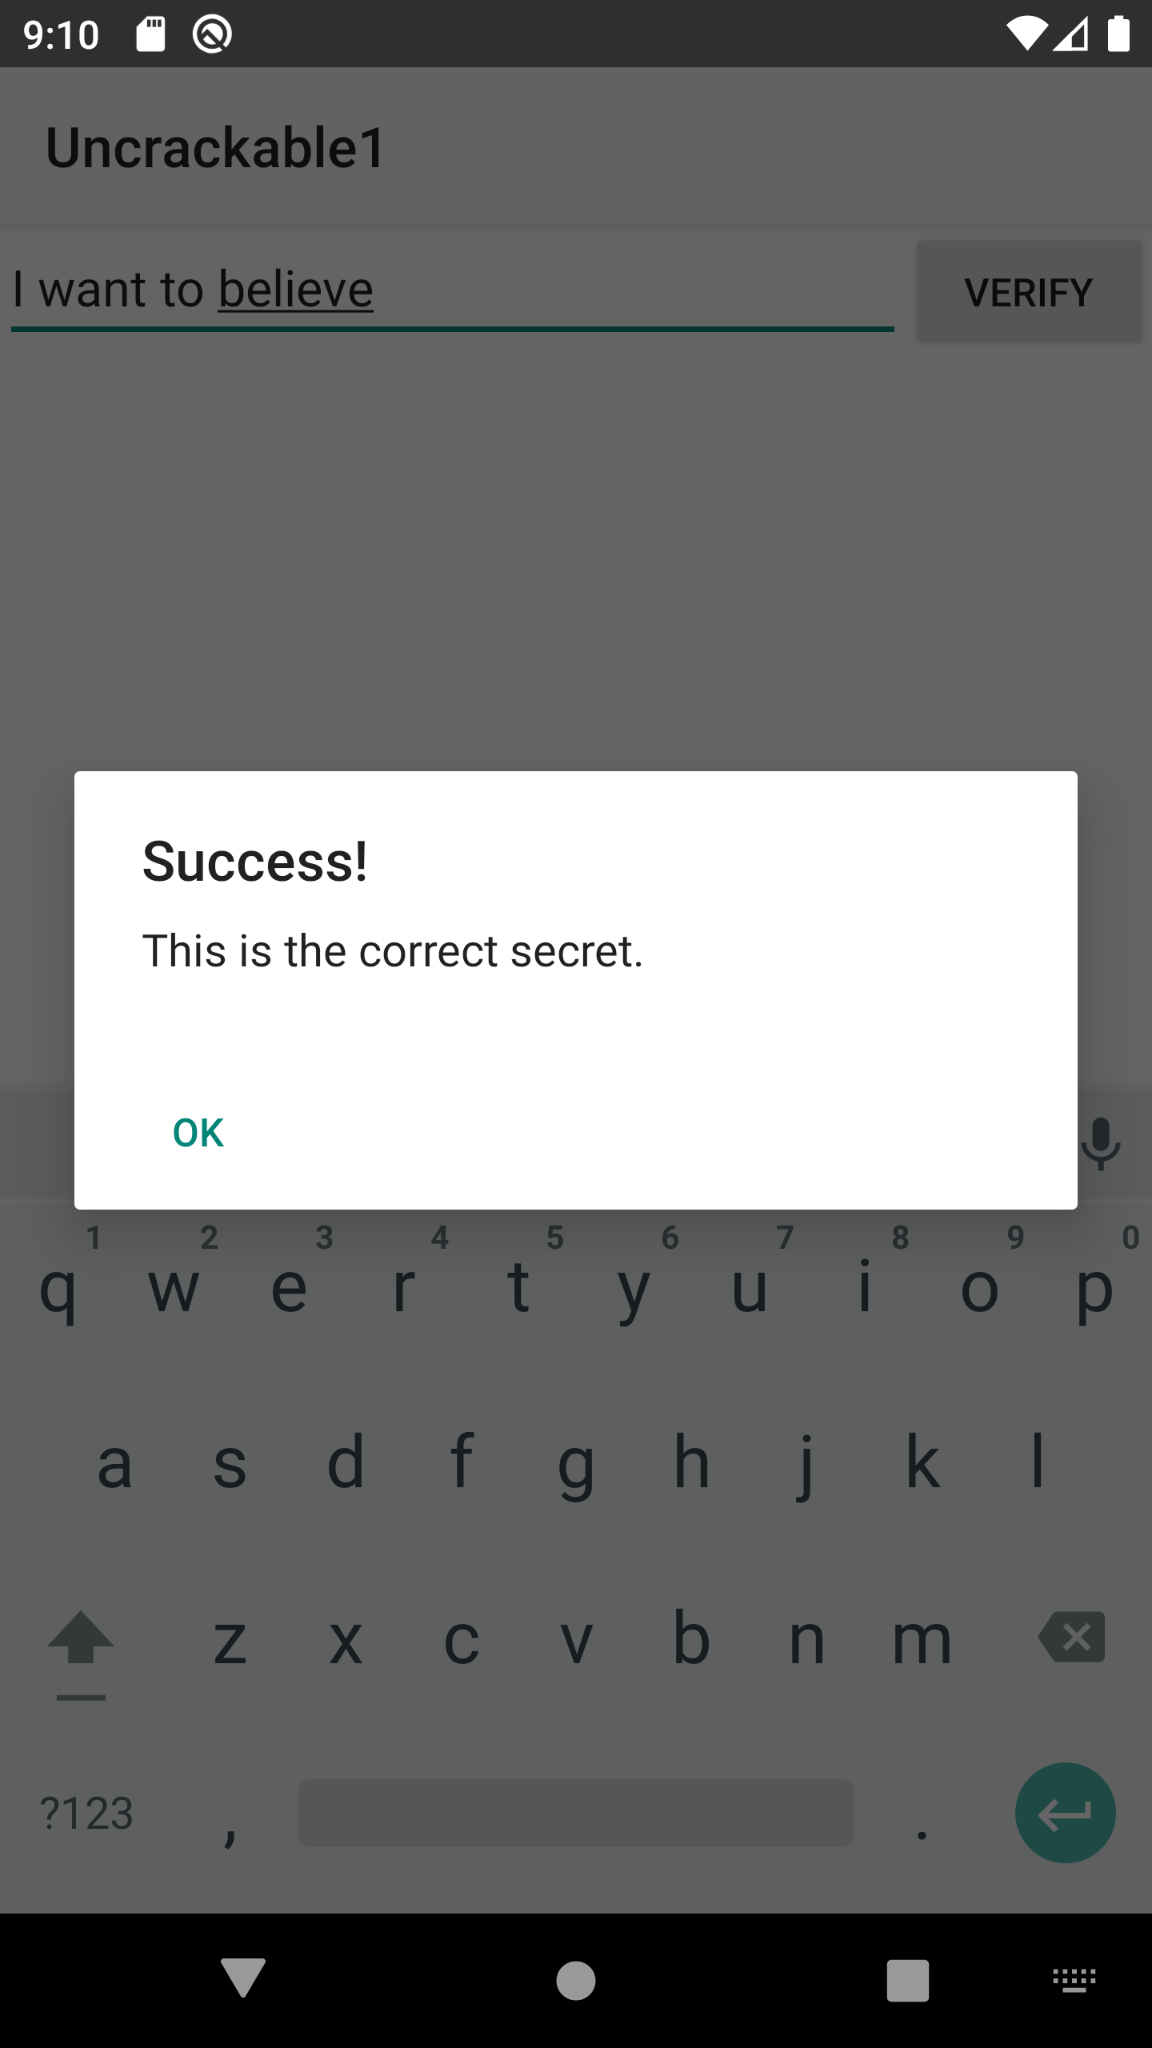 9:10
Uncrackable1
I want to believe
VERIFY
Success!
This is the correct secret.
OK
1 2 3 4 5 6 7 8 9 0
q w e r t y u i o p
a s d f g h j k l
z x c v b n m
?123 , .